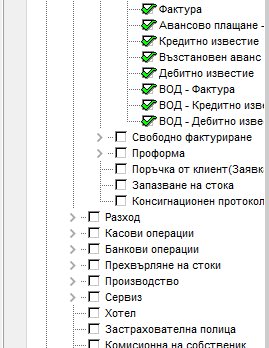 Фактура
Авансово плащане -
Кредитно известие
Възстановен аванс
Дебитно известие
ВОД - Фактура
ВОД - Кредитно изве
ВОД - Дебитно изве
Свободно фактуриране
Проформа
Поръчка от клиент(Заявка
Запазване на стока
Консигнационен протокол
Разход
Касови операции
Банкови операции
Прехвърляне на стоки
Производство
Сервиз
Хотел
Застрахователна полица
Комисионна на собственик